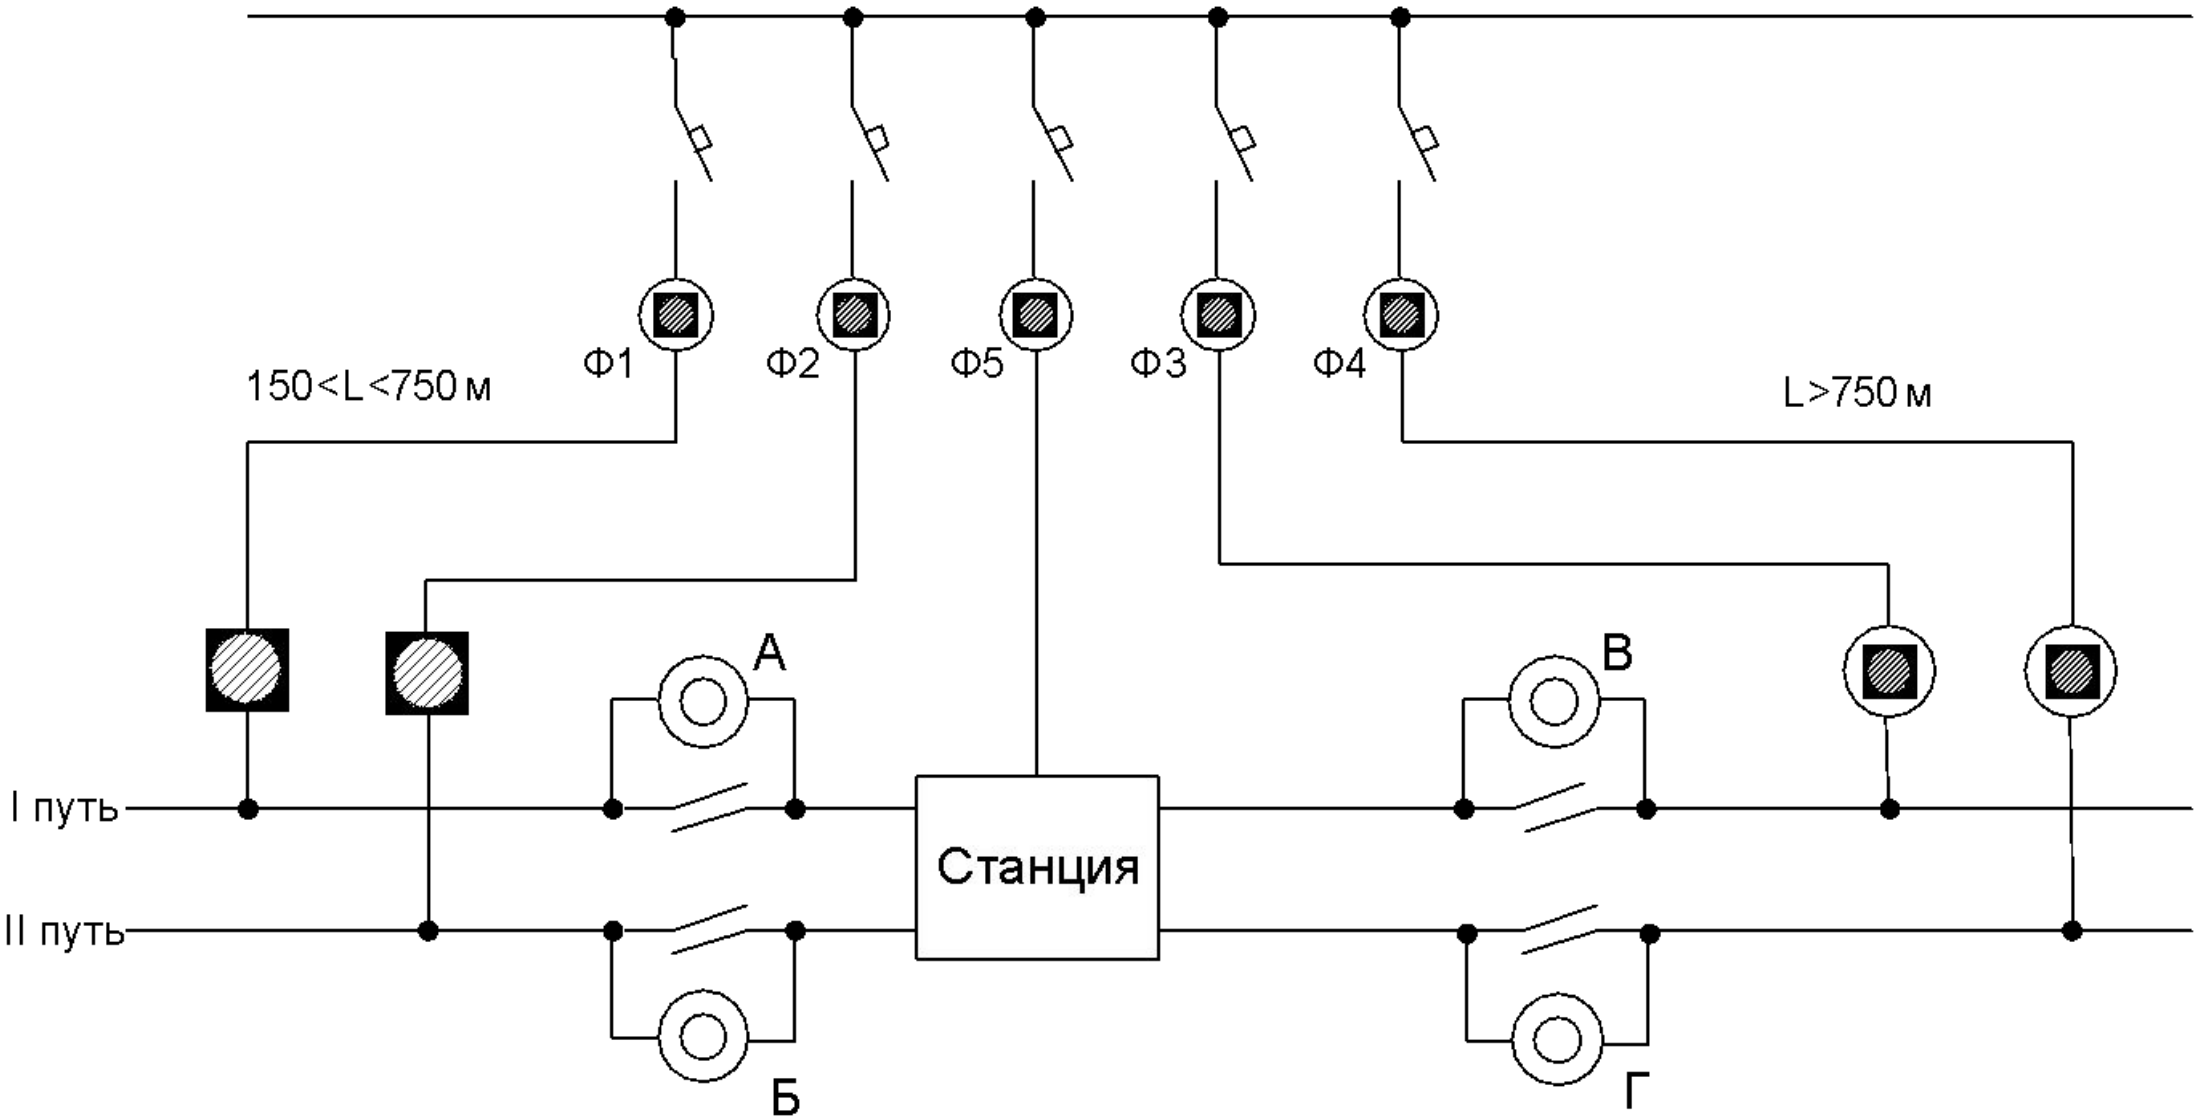 Ф1
Ф2
Ф5
Ф3
Ф4
150<L<750 м
L>750 м
А
В
I путь
Станция
II путь
Б
Г